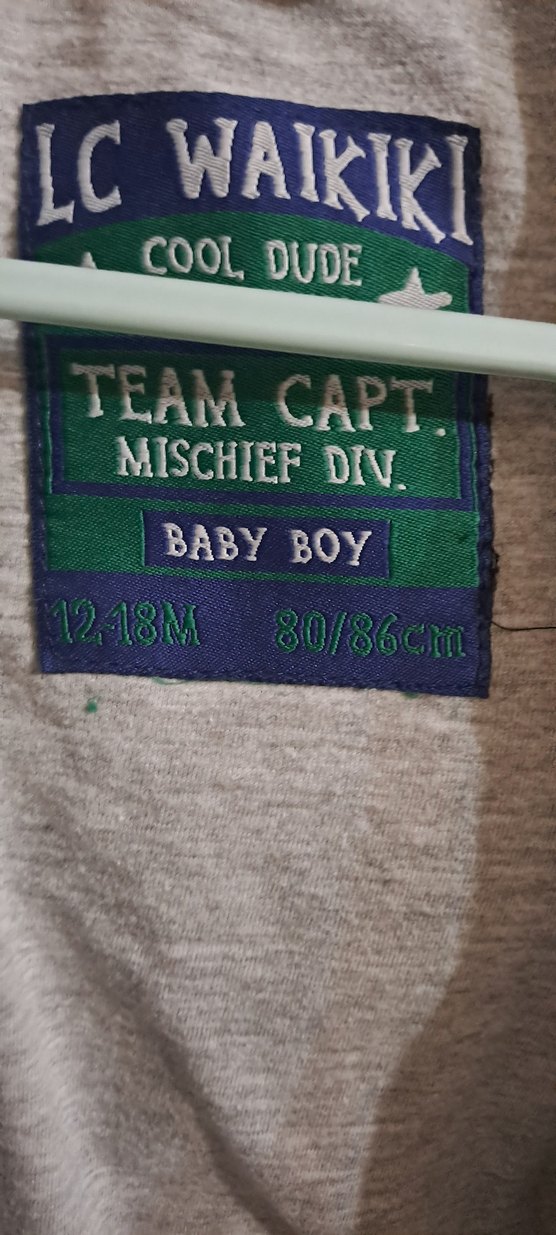 LC WAIKIKI
COOL DUDE
TEAM CAPT.
MISCHIEF DIV.
BABY BOY
12-18M 80/86cm